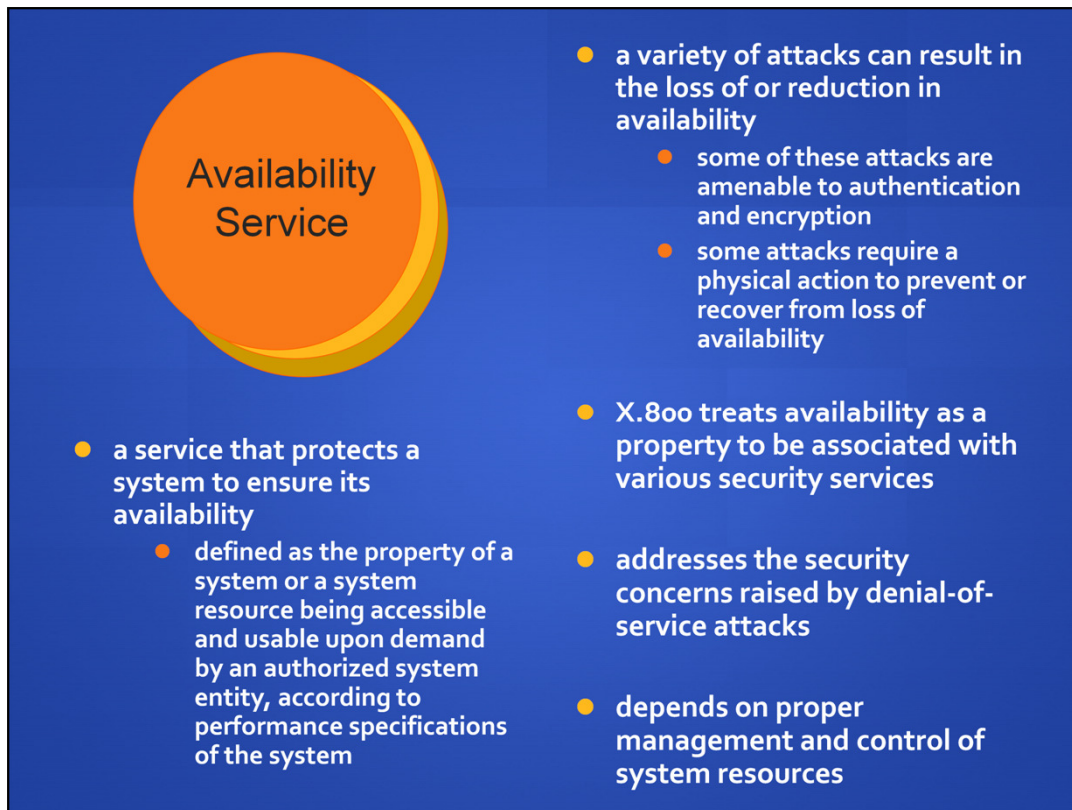 Availability
Service
a service that protects a
system to ensure its
availability
defined as the property of a
system or a system
resource being accessible
and usable upon demand
by an authorized system
entity, according to
performance specifications
of the system
a variety of attacks can result in
the loss of or reduction in
availability
some of these attacks are
amenable to authentication
and encryption
some attacks require a
physical action to prevent or
recover from loss of
availability
X.800 treats availability as a
property to be associated with
various security services
addresses the security
concerns raised by denial-of-
service attacks
depends on proper
management and control of
system resources